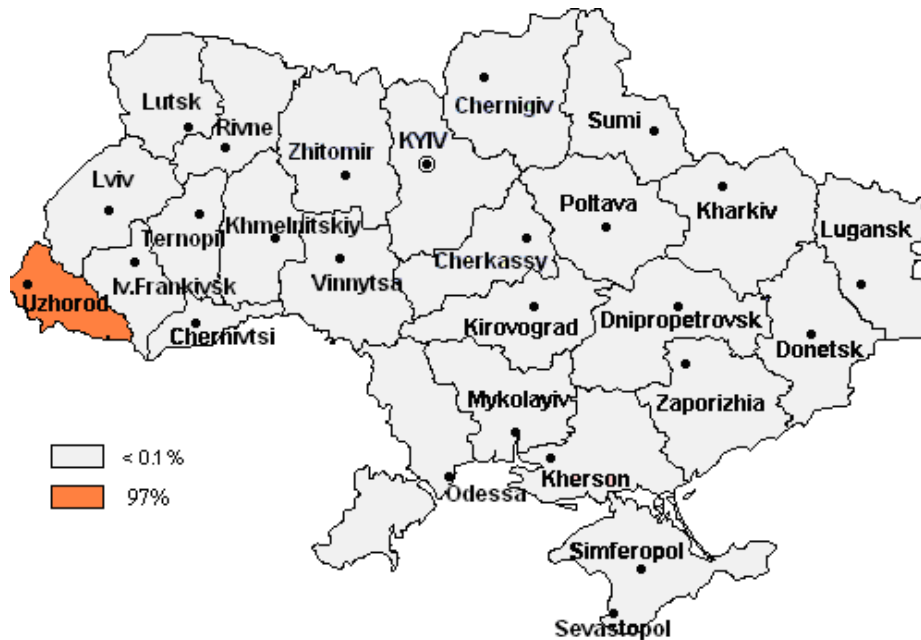 Chernigiv
Lutsk
Rivne
Sumi
KYIV
Zhitomir
Lviv
Poltava
Kharkiv
Khmelnitskiy
Ternopil
Lugansk
Cherkassy
Vinnytsa
Iv.Frankivsk
Uzhorod
Kirovograd
Dnipropetrovsk
Chernivtsi
Donetsk
Mykolayiv
Zaporizhia
< 0.1 %
Kherson
97%
Odessa
Simferopol
Sevastopol